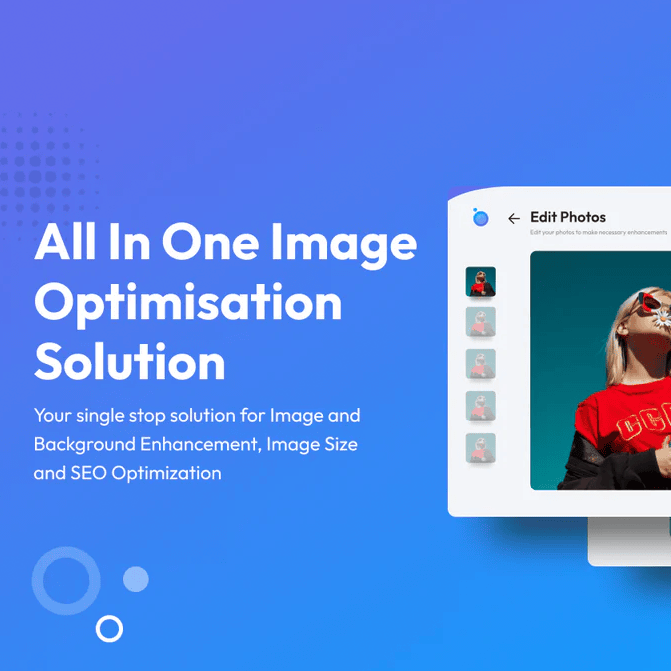 All In One Image
Optimisation
Solution
Your single stop solution for Image and
Background Enhancement, Image Size
and SEO Optimization
Edit Photos
Edit your photos to make necessary enhancements